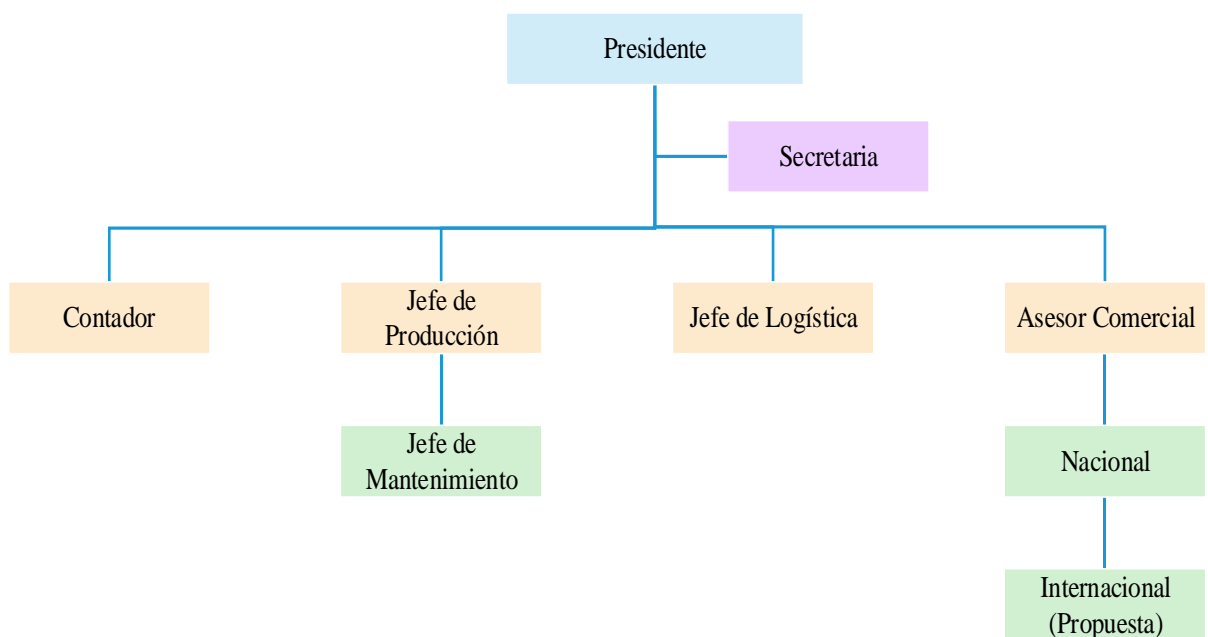 Presidente
Secretaria
Contador
Jefe de
Producción
Jefe de Logística
Asesor Comercial
Jefe de
Mantenimiento
Nacional
Internacional
(Propuesta)